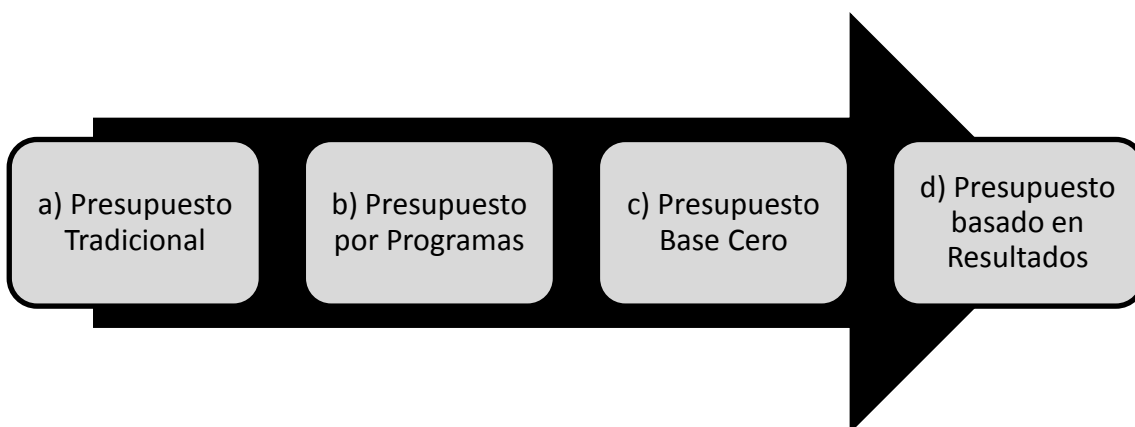 a) Presupuesto
Tradicional
b) Presupuesto
por Programas
c) Presupuesto
Base Cero
d) Presupuesto
basado en
Resultados